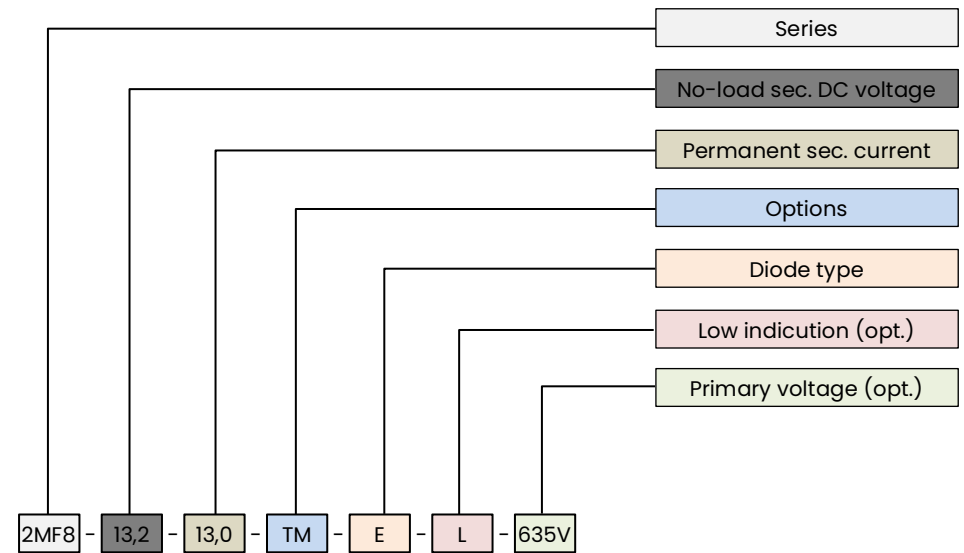 Series
No-load sec. DC voltage
Permanent sec. current
Options
Diode type
Low indicution (opt.)
Primary voltage (opt.)
2MF8 - 13,2 - 13,0 - TM - E - L - 635V